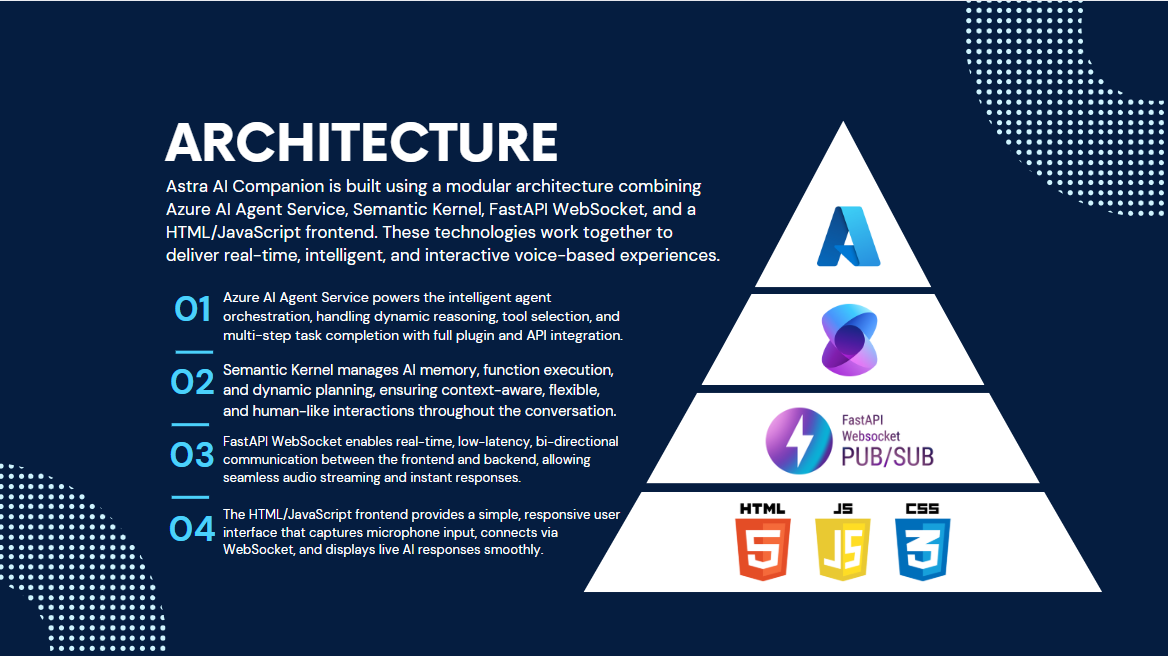 ARCHITECTURE
Astra AI Companion is built using a modular architecture combining
Azure AI Agent Service, Semantic Kernel, FastAPI WebSocket, and a
HTML/JavaScript frontend. These technologies work together to
deliver real-time, intelligent, and interactive voice-based experiences.
01
Azure AI Agent Service powers the intelligent agent
orchestration, handling dynamic reasoning, tool selection, and
multi-step task completion with full plugin and API integration.
02
Semantic Kernel manages AI memory, function execution,
and dynamic planning, ensuring context-aware, flexible,
and human-like interactions throughout the conversation.
03
FastAPI WebSocket enables real-time, low-latency, bi-directional
communication between the frontend and backend, allowing
seamless audio streaming and instant responses.
04
The HTML/JavaScript frontend provides a simple, responsive user
interface that captures microphone input, connects via
WebSocket, and displays live AI responses smoothly.
FastAPI
Websocket
PUB/SUB
HTML JS CSS
5 JS 3